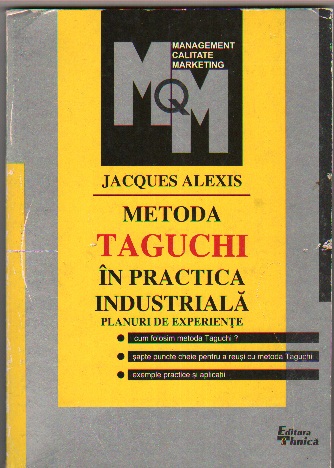 MANAGEMENT
CALITATE
MARKETING
MQM
JACQUES ALEXIS
METODA
TAGUCHI
ÎN PRACTICA
INDUSTRIALĂ
PLANURI DE EXPERIENȚE
cum folosim metoda Taguchi ?
șapte puncte cheie pentru a reuși cu metoda Taguchi
exemple practice și aplicații
Editura
Tehnică